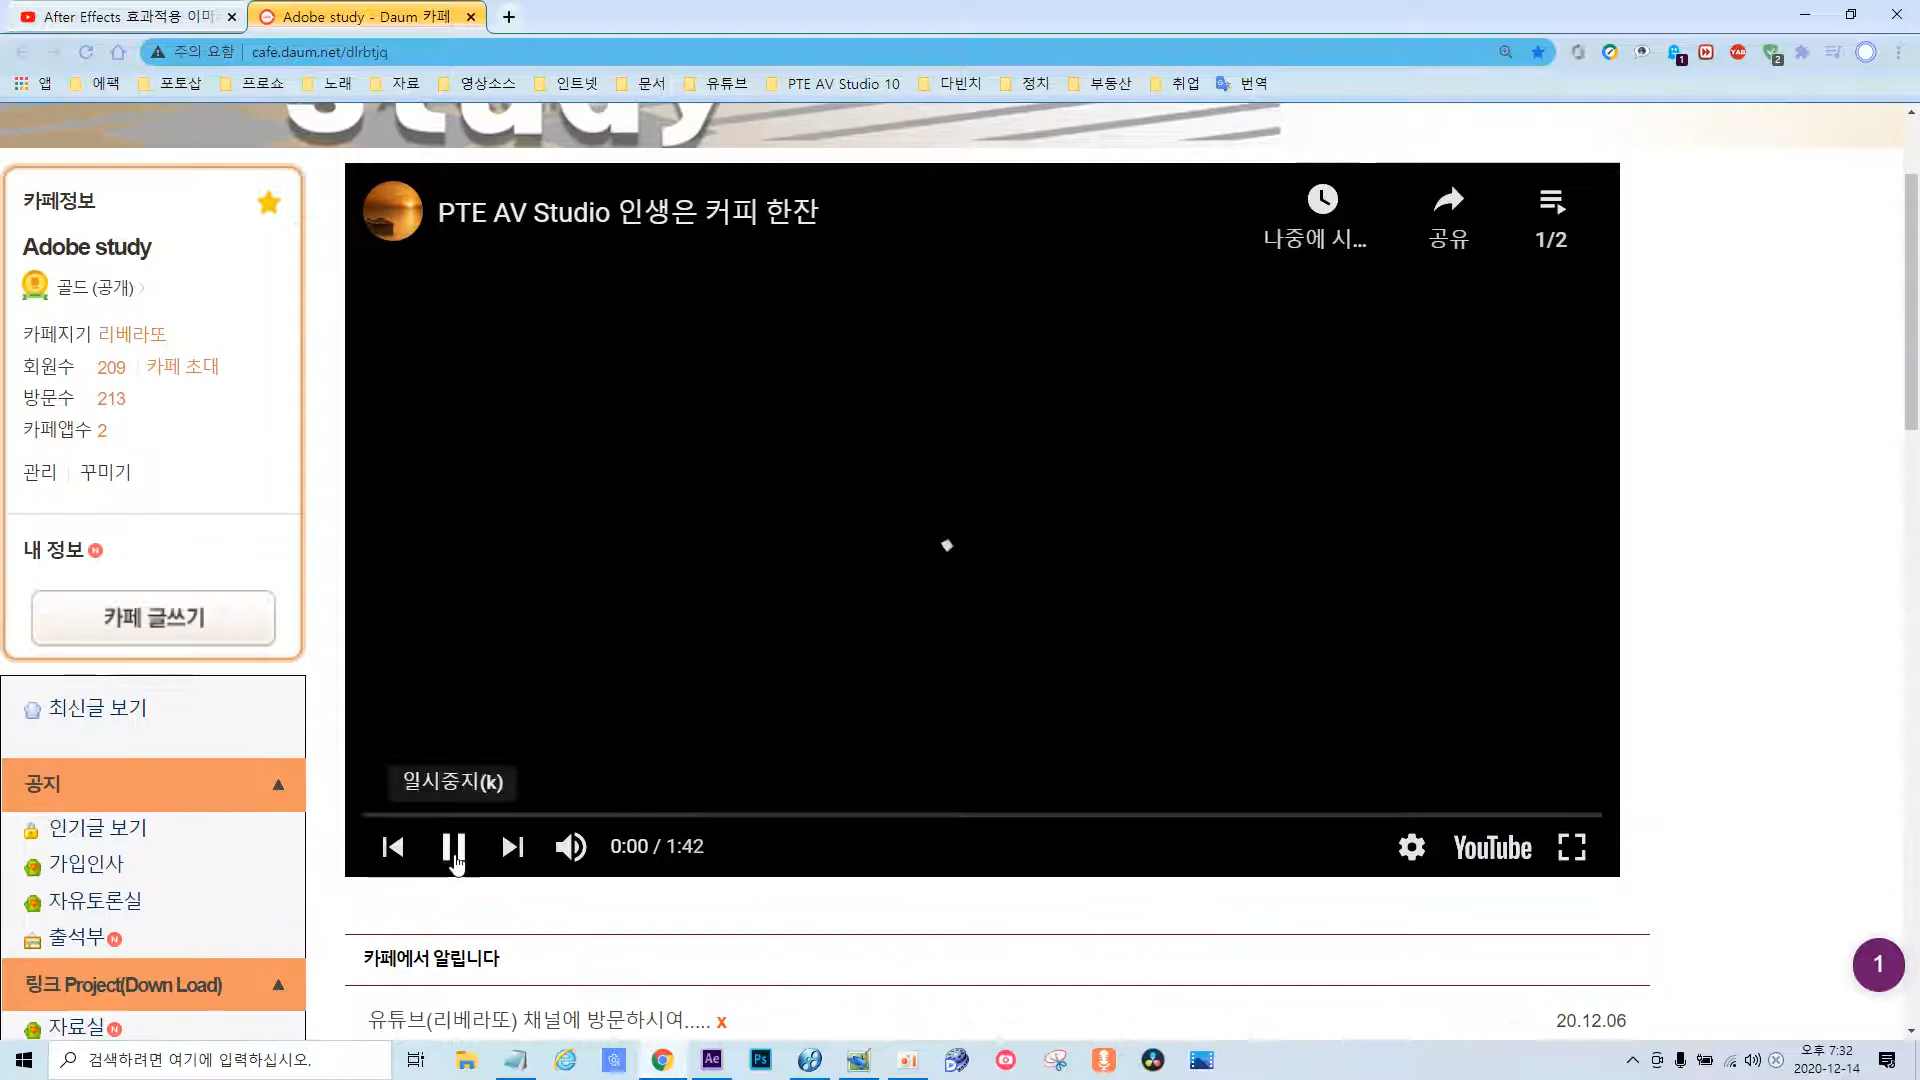 After Effects 효과적용 이미
Adobe study - Daum 카페
주의 요함
cafe.daum.net/dlrbtjq
앱
에팩
포토샵
프로쇼
노래
자료
영상소스
인트넷
문서
유튜브
PTE AV Studio 10
다빈치
정치
부동산
취업
번역
study
카페정보
Adobe study
골드 (공개)
카페지기 리베라또
회원수 209 카페 초대
방문수 213
카페앱수 2
관리 꾸미기
내 정보 N
카페 글쓰기
최신글 보기
공지
인기글 보기
가입인사
자유토론실
출석부 N
링크 Project(Down Load)
자료실 N
PTE AV Studio 인생은 커피 한잔
나중에 시...
공유
1/2
일시중지(k)
0:00 / 1:42
YouTube
카페에서 알립니다
유튜브(리베라또) 채널에 방문하시여..... x
20.12.06
1
검색하려면 여기에 입력하십시오.
Ae
Ps
오후 7:32
2020-12-14